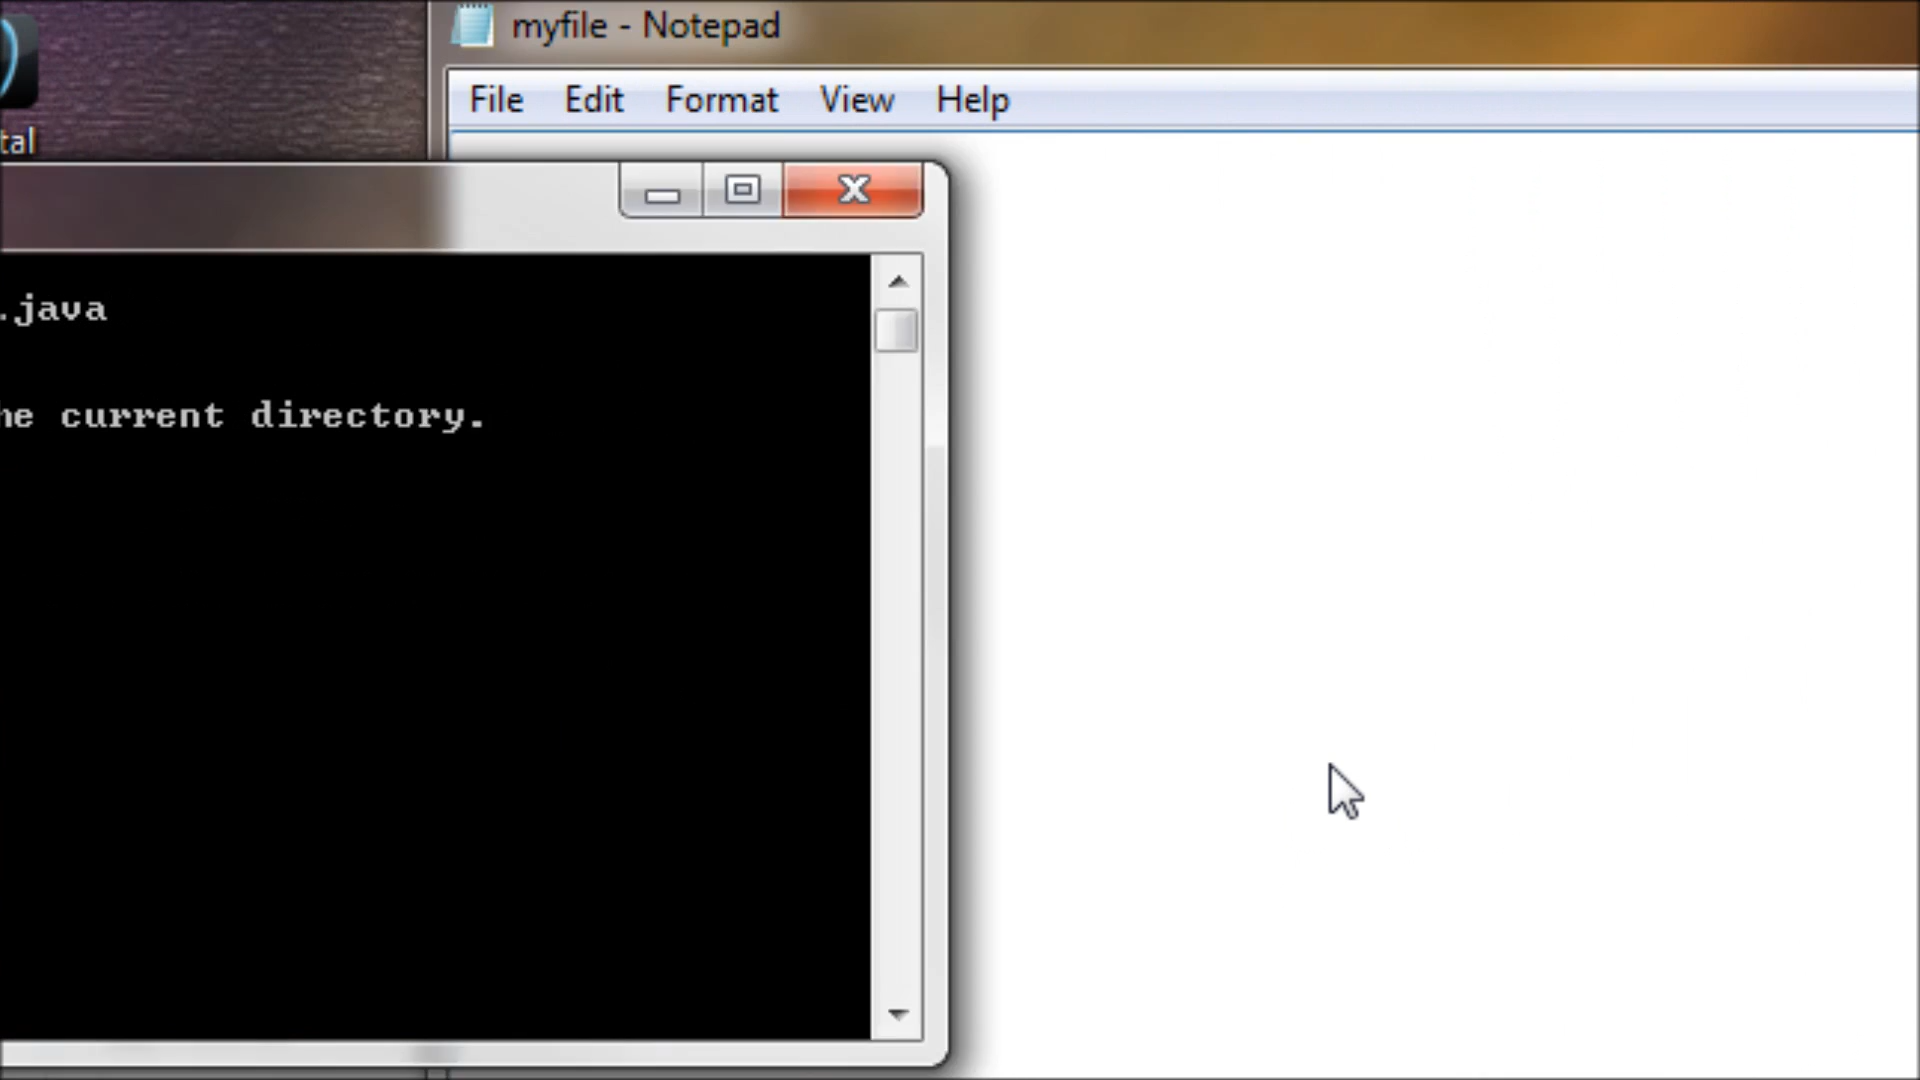 myfile - Notepad
File Edit Format View Help
tal
.java
he current directory.